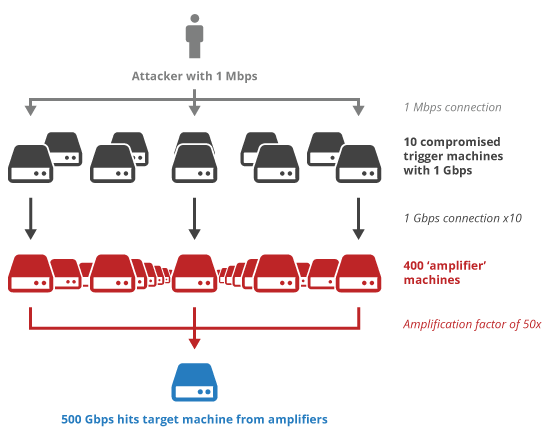 Attacker with 1 Mbps
1 Mbps connection
10 compromised
trigger machines
with 1 Gbps
1 Gbps connection x10
400 ‘amplifier’
machines
Amplification factor of 50x
500 Gbps hits target machine from amplifiers